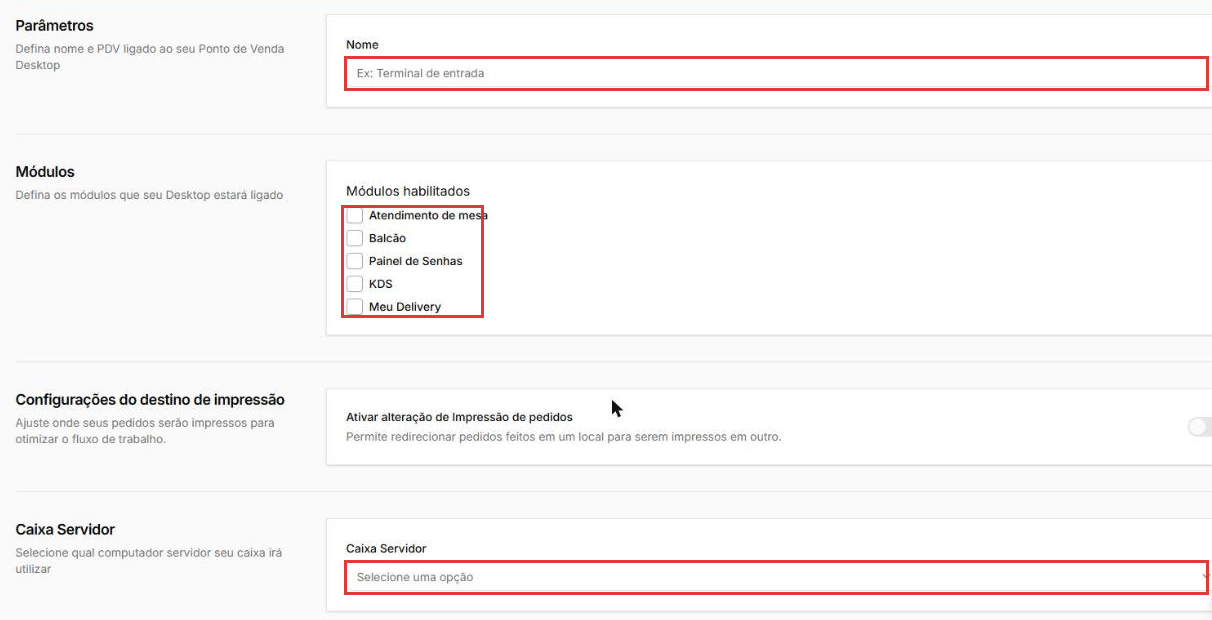 Parâmetros
Defina nome e PDV ligado ao seu Ponto de Venda
Desktop
Nome
Ex: Terminal de entrada
Módulos
Defina os módulos que seu Desktop estará ligado
Módulos habilitados
Atendimento de mesa
Balcão
Painel de Senhas
KDS
Meu Delivery
Configurações do destino de impressão
Ajuste onde seus pedidos serão impressos para
otimizar o fluxo de trabalho.
Ativar alteração de Impressão de pedidos
Permite redirecionar pedidos feitos em um local para serem impressos em outro.
Caixa Servidor
Selecione qual computador servidor seu caixa irá
utilizar
Caixa Servidor
Selecione uma opção